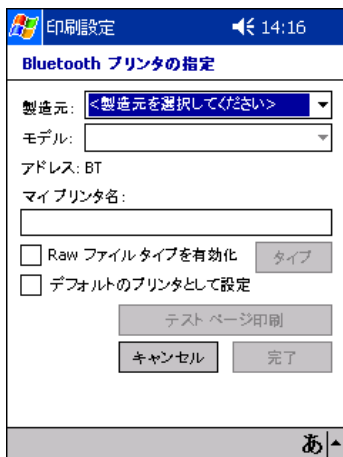 印刷設定 14:16
Bluetooth プリンタの指定
製造元: <製造元を選択してください>
モデル:
アドレス: BT
マイ プリンタ名:
Raw ファイル タイプを有効化 タイプ
デフォルトのプリンタとして設定
テスト ページ印刷
キャンセル 完了
あ